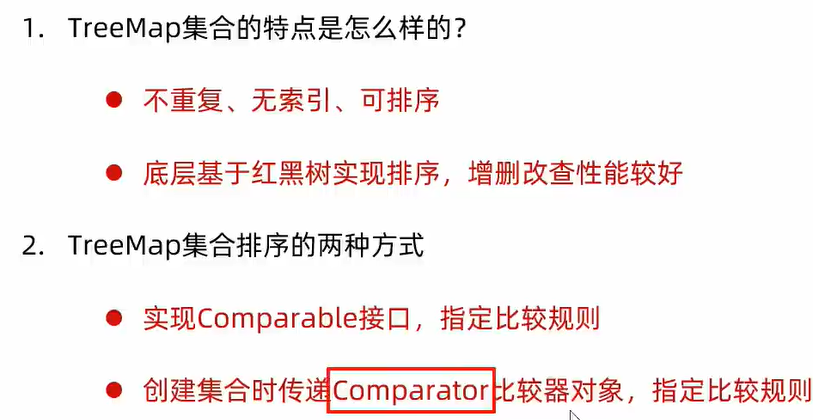 1. TreeMap集合的特点是怎么样的?
● 不重复、无索引、可排序
● 底层基于红黑树实现排序，增删改查性能较好
2. TreeMap集合排序的两种方式
● 实现Comparable接口，指定比较规则
● 创建集合时传递Comparator比较器对象，指定比较规则